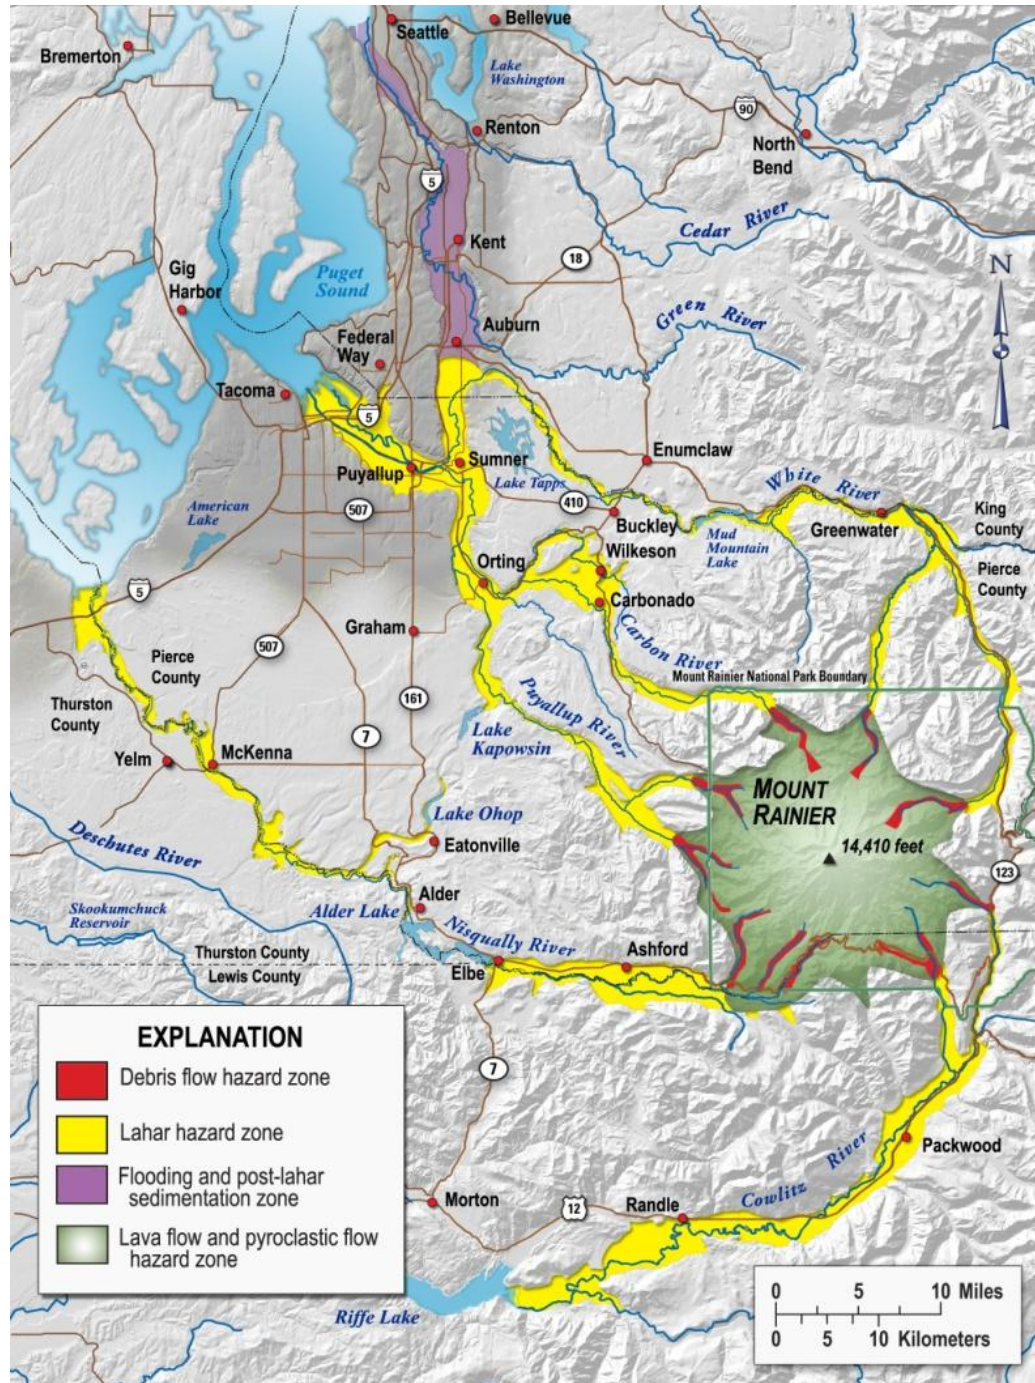 Bremerton
Seattle
Bellevue
Lake
Washington
Renton
90
North
Bend
5
Cedar River
Kent
18
N
Gig
Harbor
Puget
Sound
Green River
Auburn
Federal
Way
Tacoma
5
Enumclaw
Sumner
Puyallup
Lake Tapps
White River
410
507
American
Lake
Buckley
Greenwater
King
County
Mud
Mountain
Lake
Wilkeson
Pierce
County
Orting
5
Carbonado
Graham
Carbon River
507
Pierce
County
Mount Rainier National Park Boundary
Thurston
County
161
Puyallup River
Lake
Kapowsin
7
Yelm
McKenna
MOUNT
RAINIER
14,410 feet
Lake Ohop
Deschutes River
Eatonville
123
Alder
Skookumchuck
Reservoir
Alder Lake
Nisqually River
Thurston County
Lewis County
Elbe
Ashford
EXPLANATION
Debris flow hazard zone
Lahar hazard zone
Flooding and post-lahar
sedimentation zone
Lava flow and pyroclastic flow
hazard zone
7
Packwood
Cowlitz River
Morton
12
Randle
Riffe Lake
0 5 10 Miles
0 5 10 Kilometers